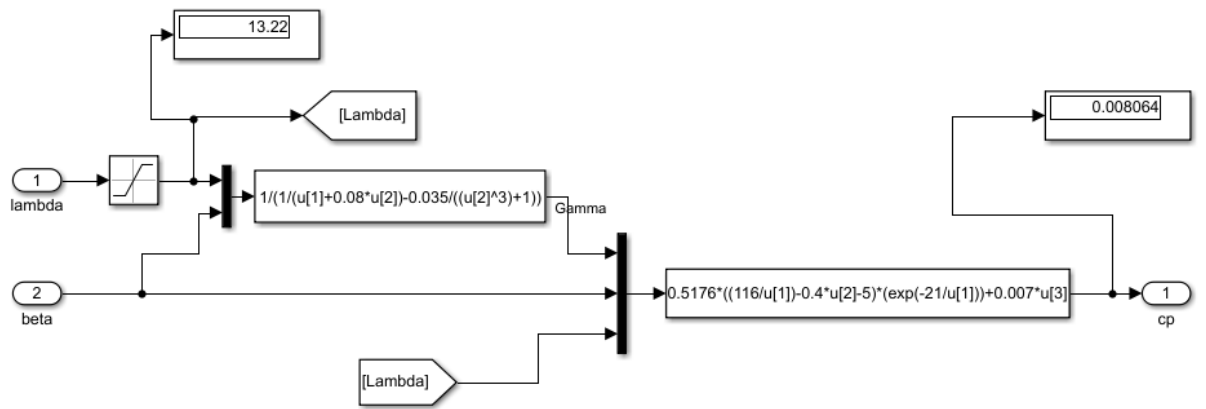 13.22
[Lambda]
0.008064
1
lambda
1/(1/(u[1]+0.08*u[2])-0.035/((u[2]^3)+1))
Gamma
2
beta
0.5176*((116/u[1])-0.4*u[2]-5)*(exp(-21/u[1]))+0.007*u[3]
1
cp
[Lambda]